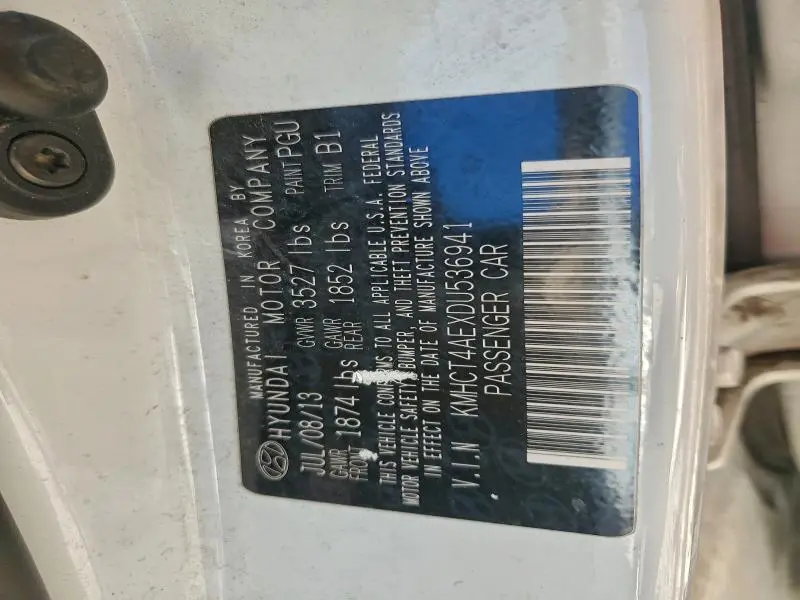 MANUFACTURED IN KOREA BY
HYUNDAI MOTOR COMPANY
JUL/08/13 GVWR 3527 lbs PAINT PGU
GAWR FRONT 1874 lbs GAWR REAR 1852 lbs TRIM B1
THIS VEHICLE CONFORMS TO ALL APPLICABLE U.S.A. FEDERAL
MOTOR VEHICLE SAFETY, BUMPER, AND THEFT PREVENTION STANDARDS
IN EFFECT ON THE DATE OF MANUFACTURE SHOWN ABOVE
V.I.N KMHCT4AEXDU536941
PASSENGER CAR